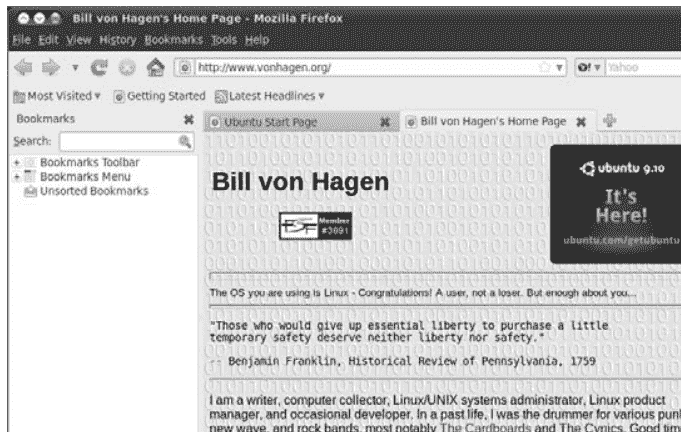 Bill von Hagen's Home Page - Mozilla Firefox
File Edit View History Bookmarks Tools Help
http://www.vonhagen.org/ Yahoo
Most Visited Getting Started Latest Headlines
Bookmarks Ubuntu Start Page Bill von Hagen's Home Page
Search:
Bookmarks Toolbar
Bookmarks Menu
Unsorted Bookmarks
Bill von Hagen
FSF Member
#3691
ubuntu 9.10
It's
Here!
ubuntu.com/getubuntu
The OS you are using is Linux - Congratulations! A user, not a loser. But enough about you...
"Those who would give up essential liberty to purchase a little
temporary safety deserve neither liberty nor safety."
-- Benjamin Franklin, Historical Review of Pennsylvania, 1759
I am a writer, computer collector, Linux/UNIX systems administrator, Linux product
manager, and occasional developer. In a past life, I was the drummer for various punk
new wave, and rock bands, most notably The Cardboards and The Cynics. Good tim